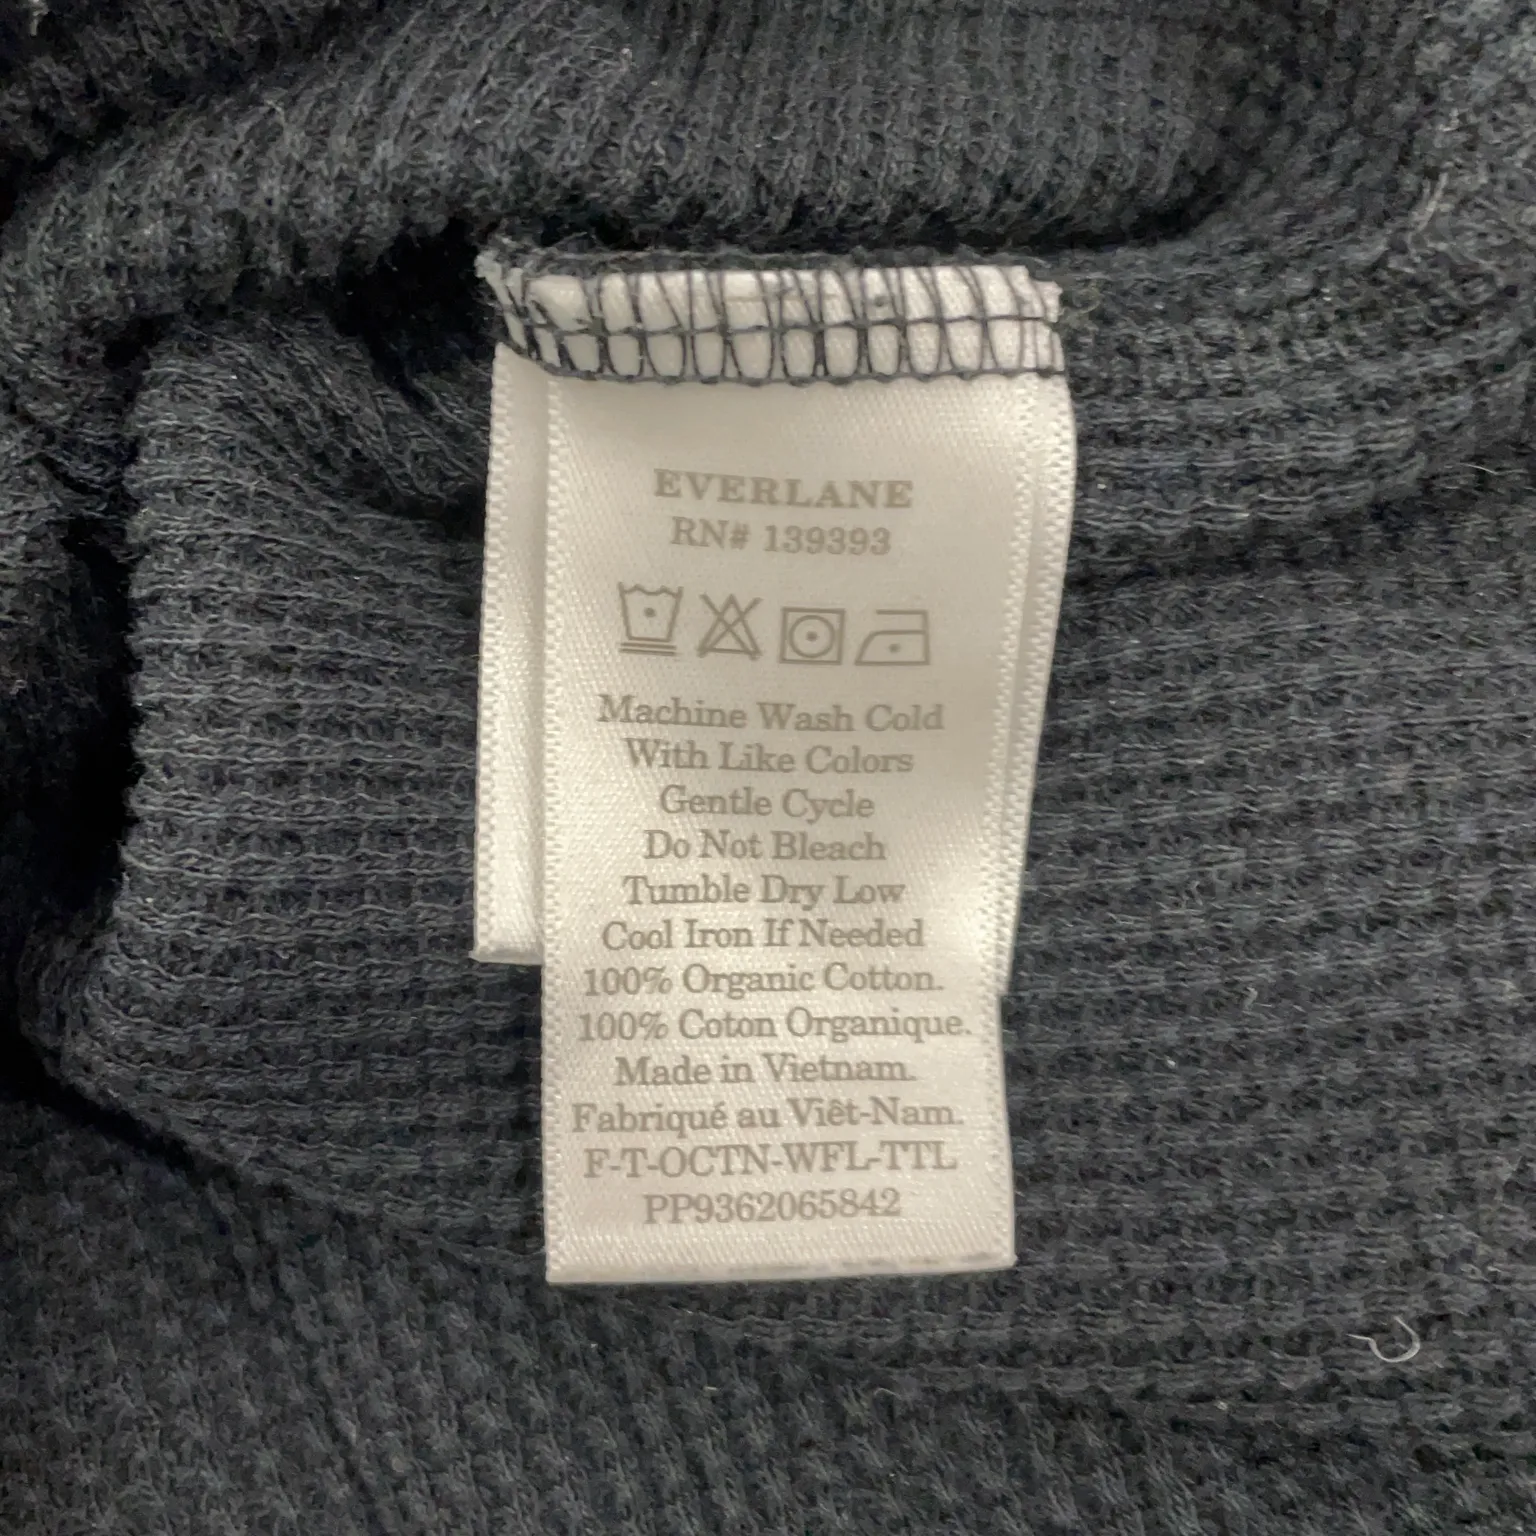 EVERLANE
RN# 139393
Machine Wash Cold
With Like Colors
Gentle Cycle
Do Not Bleach
Tumble Dry Low
Cool Iron If Needed
100% Organic Cotton.
100% Coton Organique.
Made in Vietnam.
Fabriqué au Viêt-Nam.
F-T-OCTN-WFL-TTL
PP9362065842